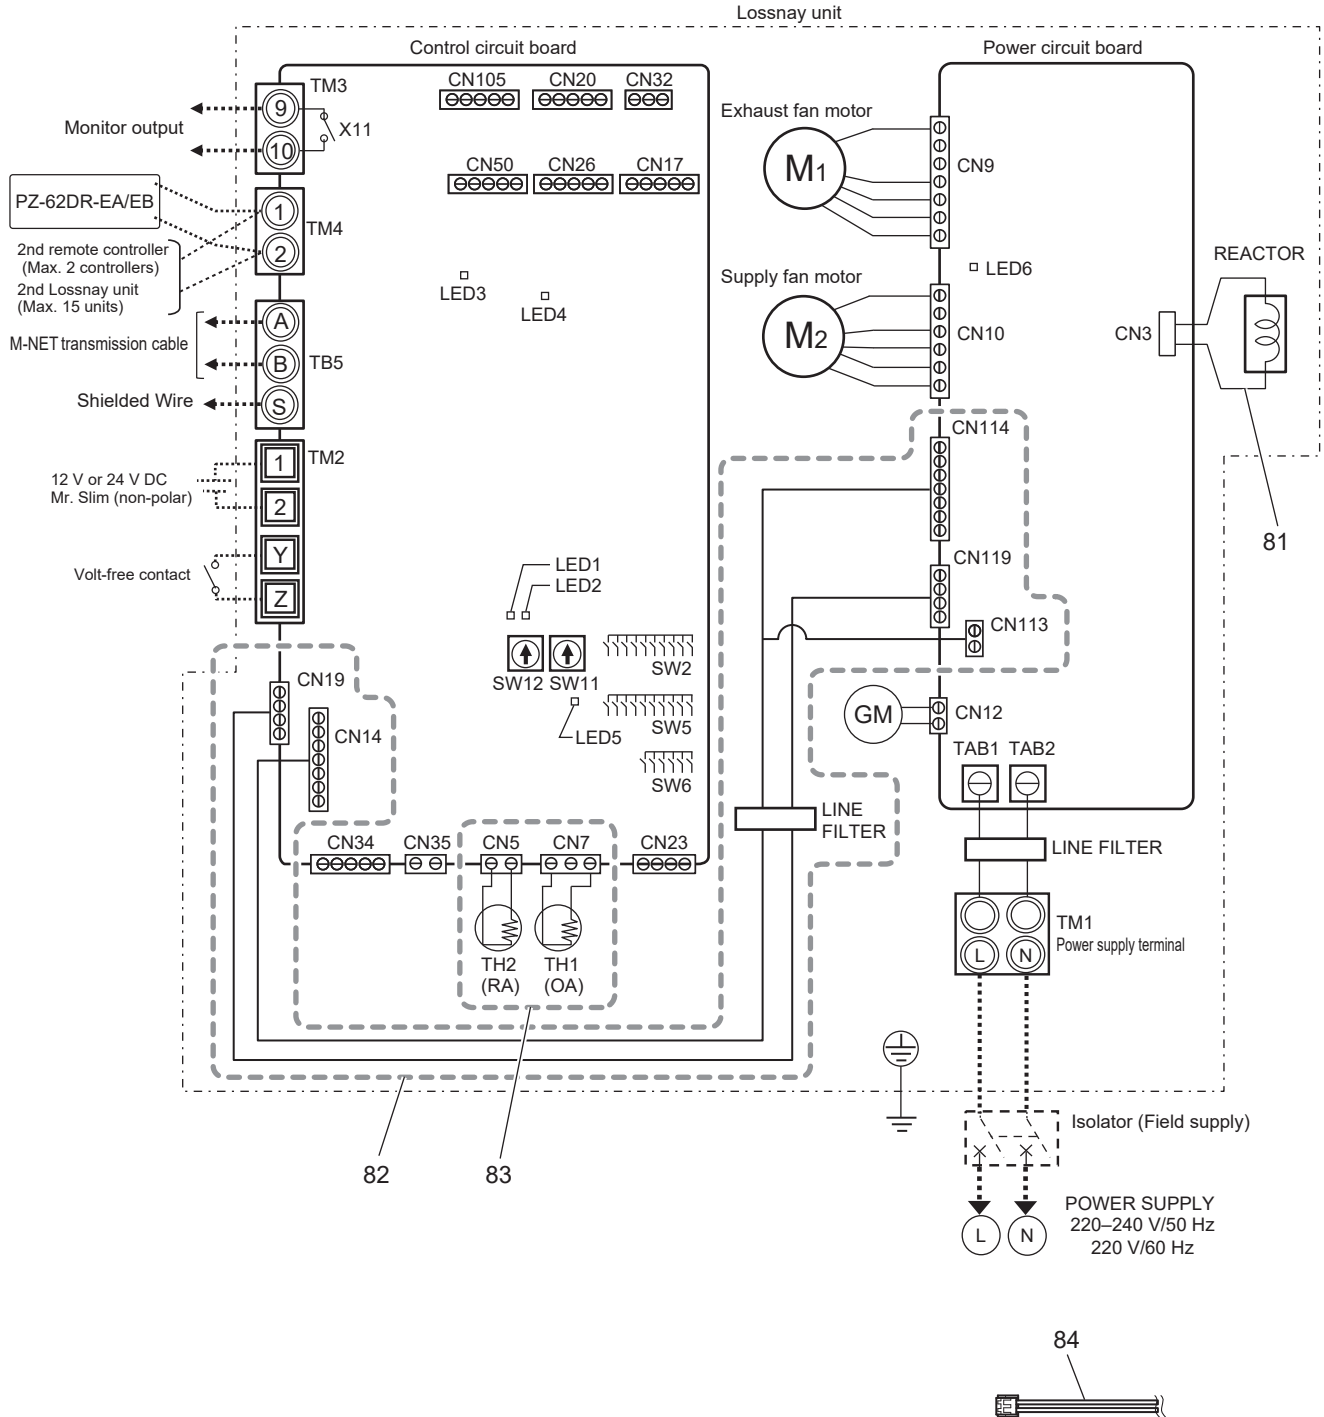 Lossnay unit
Control circuit board
Power circuit board
TM3
9
10
X11
Monitor output
CN105
CN20
CN32
CN50
CN26
CN17
PZ-62DR-EA/EB
1
2
TM4
2nd remote controller
(Max. 2 controllers)
2nd Lossnay unit
(Max. 15 units)
LED3
LED4
M-NET transmission cable
A
B
S
TB5
Shielded Wire
TM2
1
2
Y
Z
12 V or 24 V DC
Mr. Slim (non-polar)
Volt-free contact
Exhaust fan motor
M1
CN9
LED6
Supply fan motor
M2
CN10
REACTOR
CN3
81
CN114
CN119
CN113
LED1
LED2
SW12
SW11
SW2
SW5
LED5
SW6
CN19
CN14
GM
CN12
TAB1
TAB2
LINE
FILTER
LINE FILTER
CN34
CN35
CN5
CN7
CN23
TH2
(RA)
TH1
(OA)
TM1
Power supply terminal
L
N
82
83
Isolator (Field supply)
L
N
POWER SUPPLY
220–240 V/50 Hz
220 V/60 Hz
84